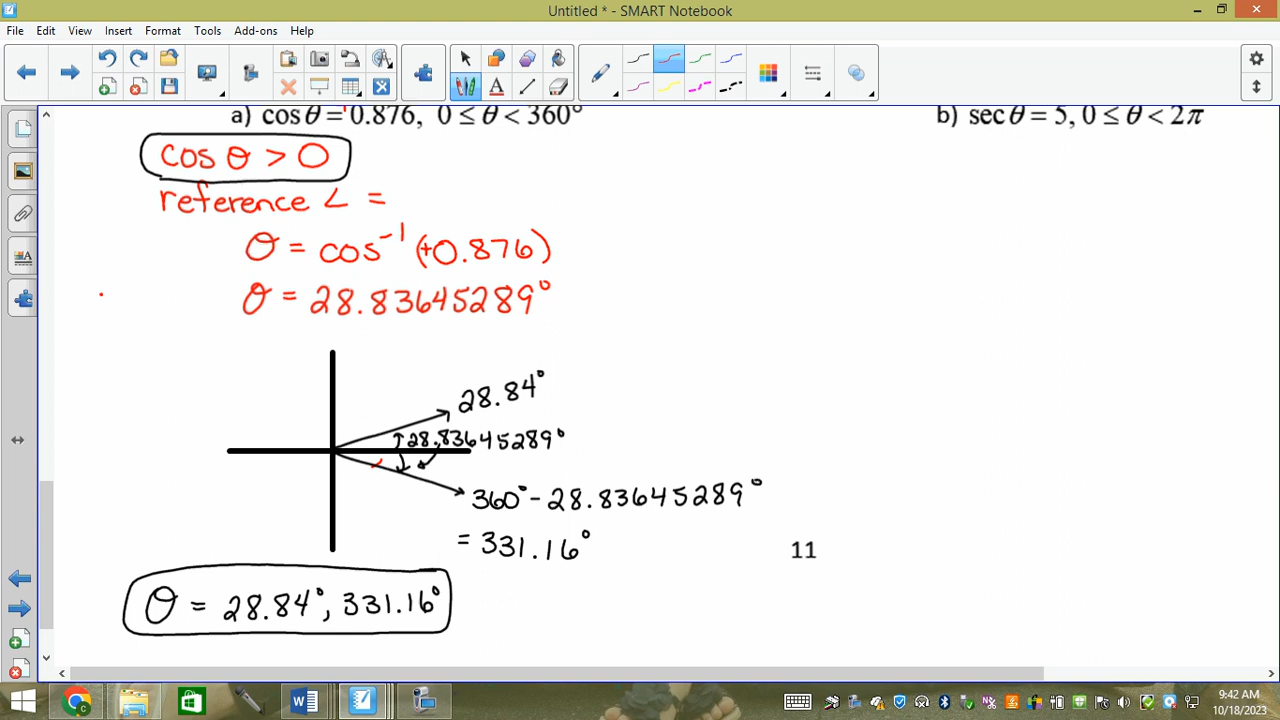 Untitled * - SMART Notebook
File Edit View Insert Format Tools Add-ons Help
a) cos θ = 0.876, 0 ≤ θ < 360°
b) sec θ = 5, 0 ≤ θ < 2π
cos θ > 0
reference ∠ =
θ = cos⁻¹ (+0.876)
θ = 28.83645289°
28.84°
28.83645289°
360° - 28.83645289°
= 331.16°
11
θ = 28.84°, 331.16°
9:42 AM
10/18/2023